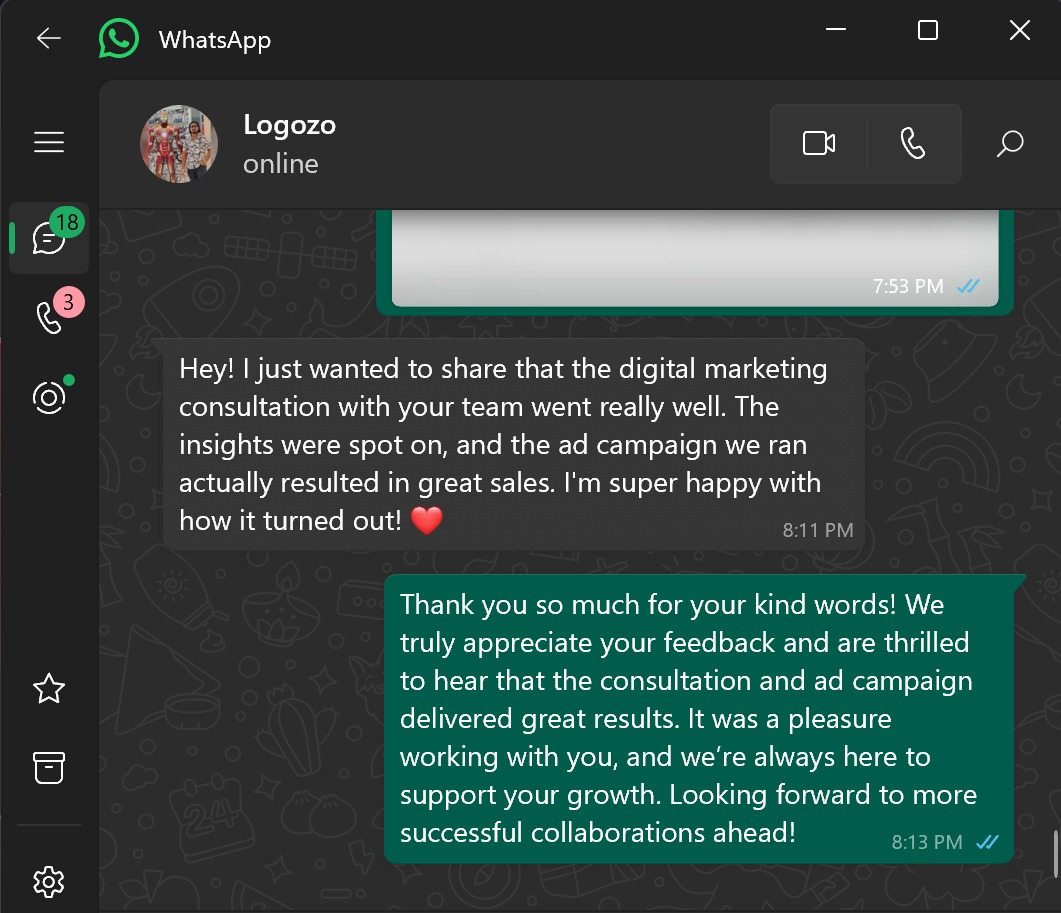 WhatsApp
Logozo
online
18
3
7:53 PM
Hey! I just wanted to share that the digital marketing
consultation with your team went really well. The
insights were spot on, and the ad campaign we ran
actually resulted in great sales. I'm super happy with
how it turned out! ❤️
8:11 PM
Thank you so much for your kind words! We
truly appreciate your feedback and are thrilled
to hear that the consultation and ad campaign
delivered great results. It was a pleasure
working with you, and we’re always here to
support your growth. Looking forward to more
successful collaborations ahead!
8:13 PM
24